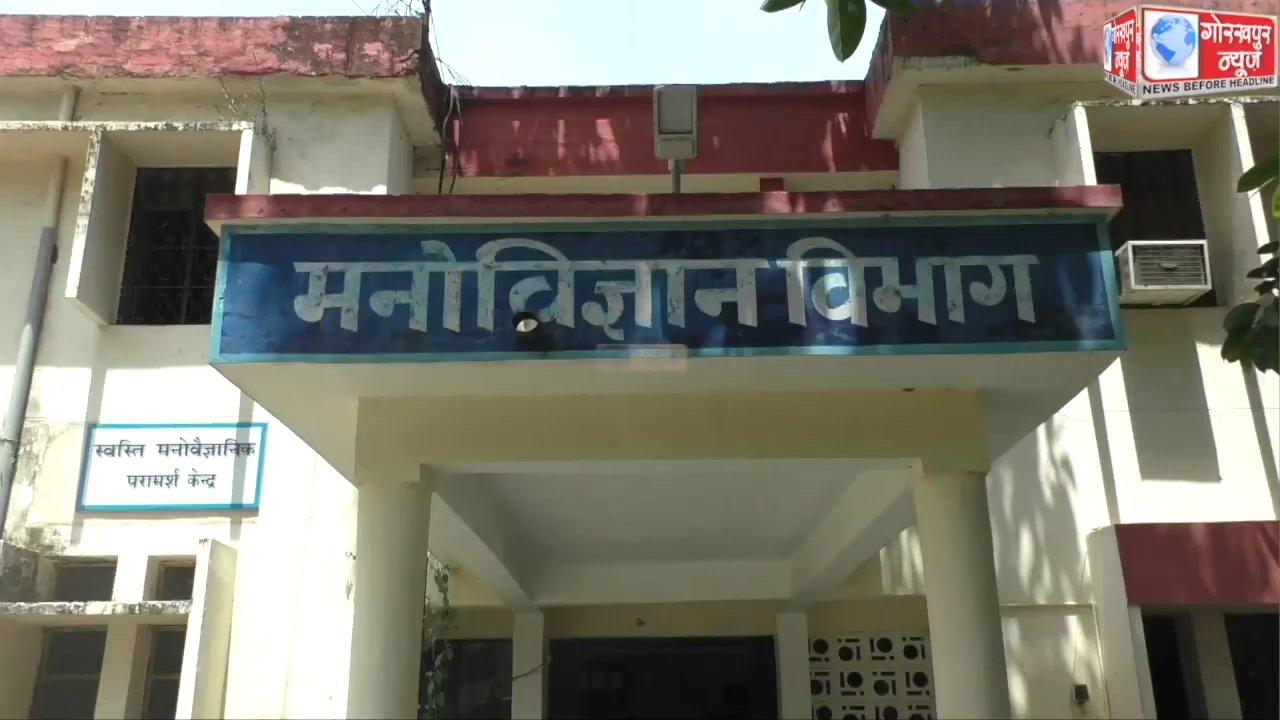 गोरखपुर
न्यूज़
NEWS BEFORE HEADLINE
मनोविज्ञान विभाग
स्वस्ति मनोवैज्ञानिक
परामर्श केन्द्र